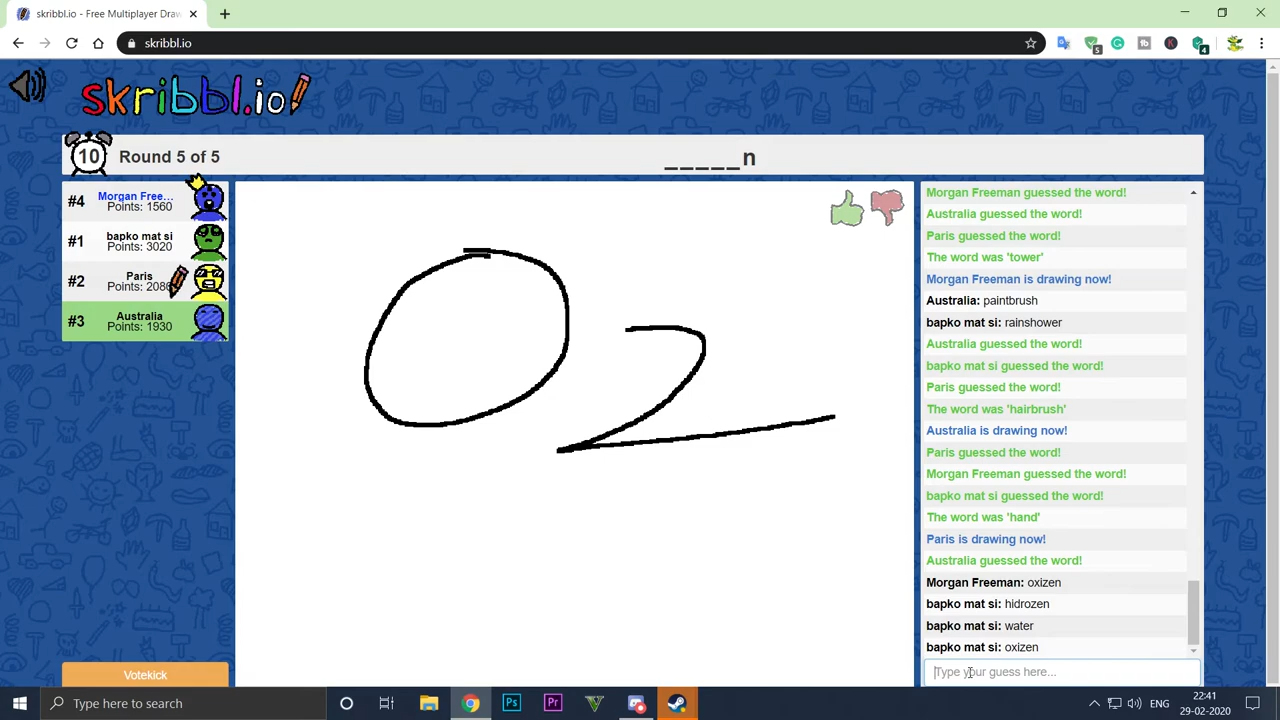 skribbl.io - Free Multiplayer Draw
skribbl.io
5
K
4
skribbl.io
10
Round 5 of 5
_____n
#4
Morgan Free...
Points: 1560
#1
bapko mat si
Points: 3020
#2
Paris
Points: 2080
#3
Australia
Points: 1930
O2
Morgan Freeman guessed the word!
Australia guessed the word!
Paris guessed the word!
The word was 'tower'
Morgan Freeman is drawing now!
Australia: paintbrush
bapko mat si: rainshower
Australia guessed the word!
bapko mat si guessed the word!
Paris guessed the word!
The word was 'hairbrush'
Australia is drawing now!
Paris guessed the word!
Morgan Freeman guessed the word!
bapko mat si guessed the word!
The word was 'hand'
Paris is drawing now!
Australia guessed the word!
Morgan Freeman: oxizen
bapko mat si: hidrozen
bapko mat si: water
bapko mat si: oxizen
Type your guess here...
Votekick
Type here to search
Ps
Pr
V
ENG
22:41
29-02-2020